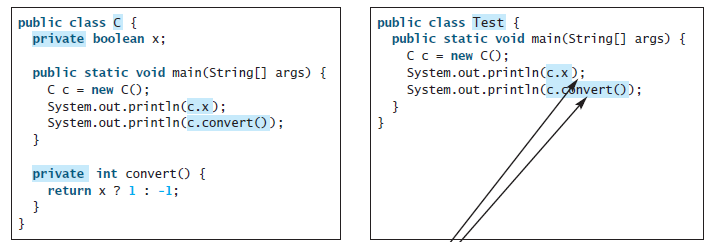 public class C {
private boolean x;
public static void main(String[] args) {
C c = new C();
System.out.println(c.x);
System.out.println(c.convert());
}
private int convert() {
return x ? 1 : -1;
}
}
public class Test {
public static void main(String[] args) {
C c = new C();
System.out.println(c.x);
System.out.println(c.convert());
}
}